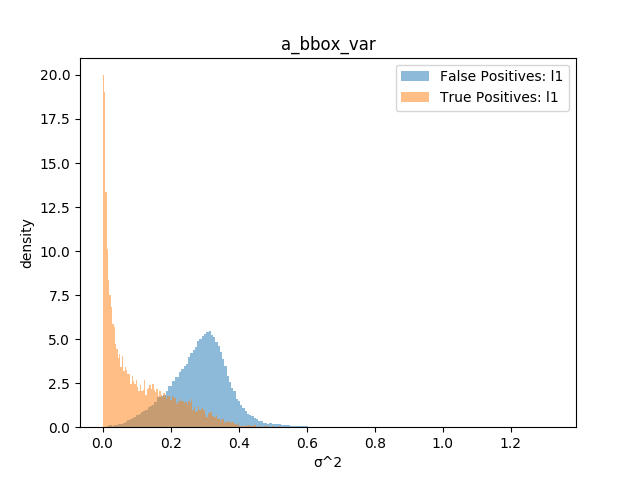 a_bbox_var
False Positives: l1
True Positives: l1
density
20.0
17.5
15.0
12.5
10.0
7.5
5.0
2.5
0.0
0.0 0.2 0.4 0.6 0.8 1.0 1.2
σ^2